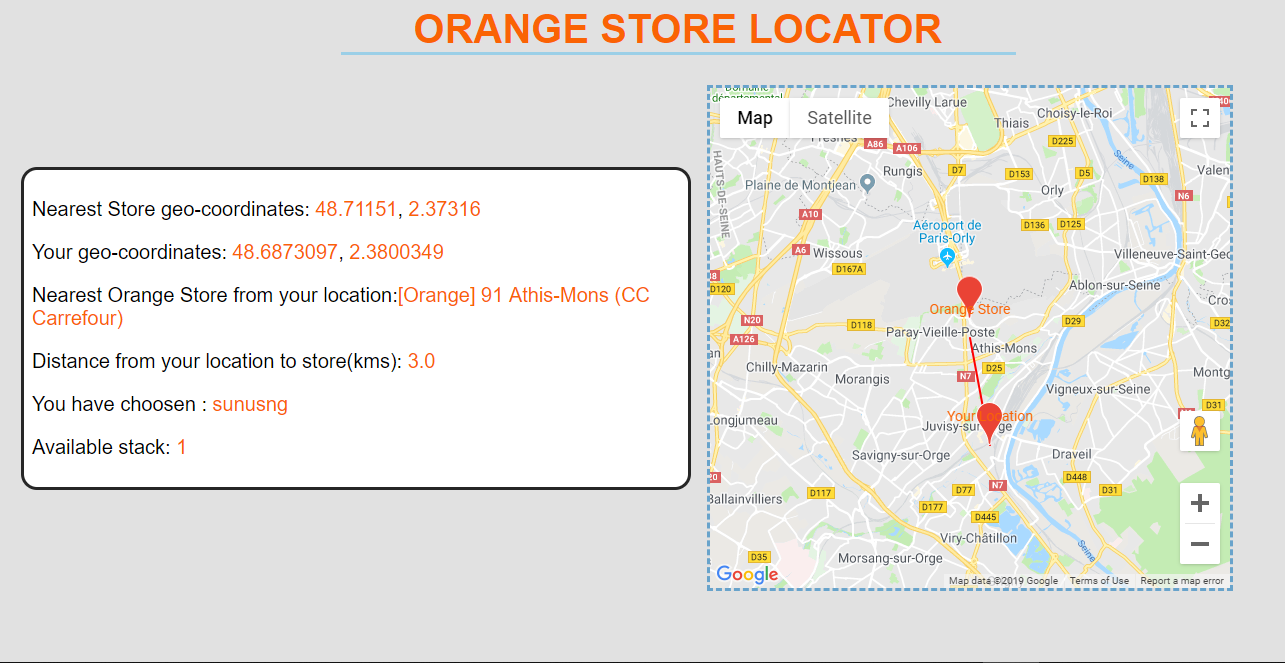 ORANGE STORE LOCATOR
Nearest Store geo-coordinates: 48.71151, 2.37316
Your geo-coordinates: 48.6873097, 2.3800349
Nearest Orange Store from your location:[Orange] 91 Athis-Mons (CC
Carrefour)
Distance from your location to store(kms): 3.0
You have choosen : sunusng
Available stack: 1
Map Satellite
Chevilly Larue
Choisy-le-Roi
Thiais
A86
A106
D225
Seine
HAUTS-DE-SEINE
Rungis
D7
D153
D5
D138
Valen
Plaine de Montjean
Orly
N6
A10
Aéroport de
Paris-Orly
D136
D125
A6
Wissous
Villeneuve-Saint-Geo
D167A
D120
Ablon-sur-Seine
Orange Store
Cro
N20
D118
D29
D32
Paray-Vieille-Poste
A126
Athis-Mons
Chilly-Mazarin
D25
Morangis
N7
Montg
Vigneux-sur-Seine
D31
Your Location
ongjumeau
Juvisy-sur-Orge
Savigny-sur-Orge
Draveil
D448
N7
D77
D31
D117
Ballainvilliers
D177
D445
Viry-Châtillon
Seine
D35
Morsang-sur-Orge
Google
Map data ©2019 Google Terms of Use Report a map error